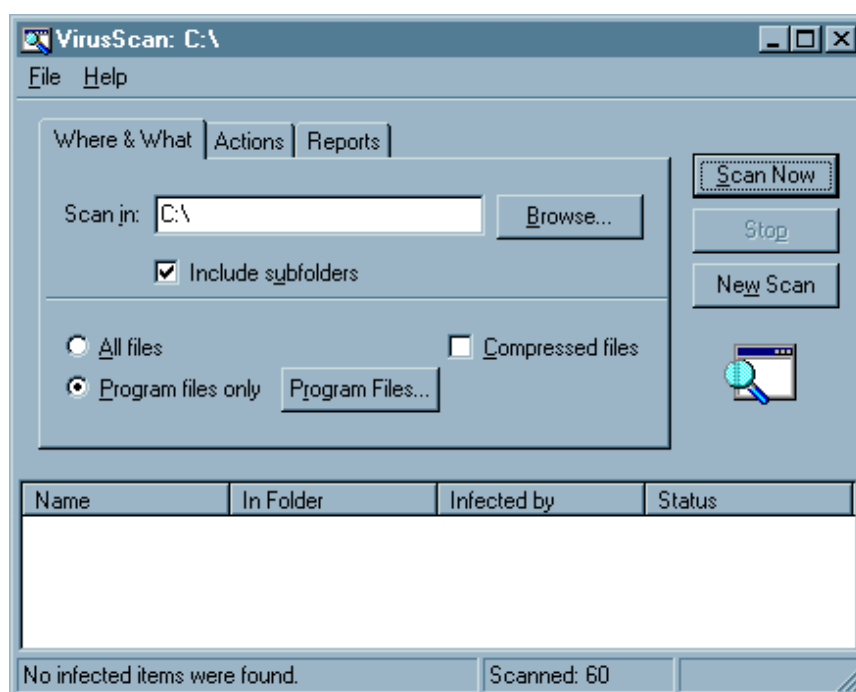 VirusScan: C:\
File Help
Where & What Actions Reports
Scan in: C:\ Browse...
Include subfolders
All files Compressed files
Program files only Program Files...
Scan Now
Stop
New Scan
Name In Folder Infected by Status
No infected items were found. Scanned: 60